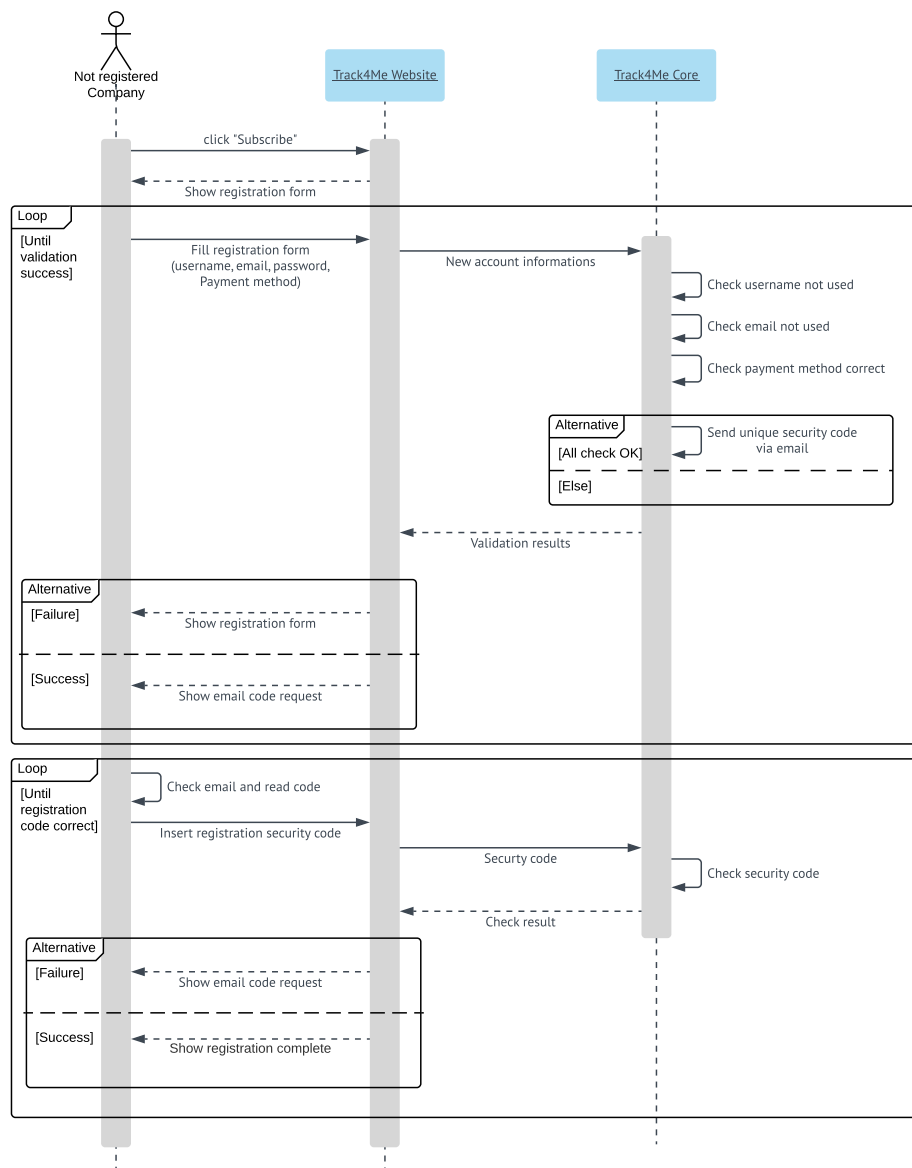 Not registered
Company
Track4Me Website
Track4Me Core
click "Subscribe"
Show registration form
Loop
[Until
validation
success]
Fill registration form
(username, email, password,
Payment method)
New account informations
Check username not used
Check email not used
Check payment method correct
Alternative
[All check OK]
Send unique security code
via email
[Else]
Validation results
Alternative
[Failure]
Show registration form
[Success]
Show email code request
Loop
[Until
registration
code correct]
Check email and read code
Insert registration security code
Securty code
Check security code
Check result
Alternative
[Failure]
Show email code request
[Success]
Show registration complete